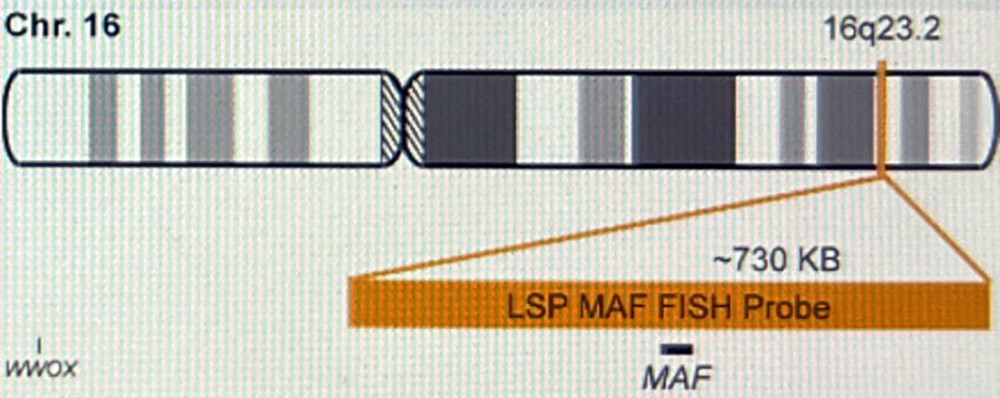 Chr. 16
16q23.2
~730 KB
LSP MAF FISH Probe
WWOX
MAF